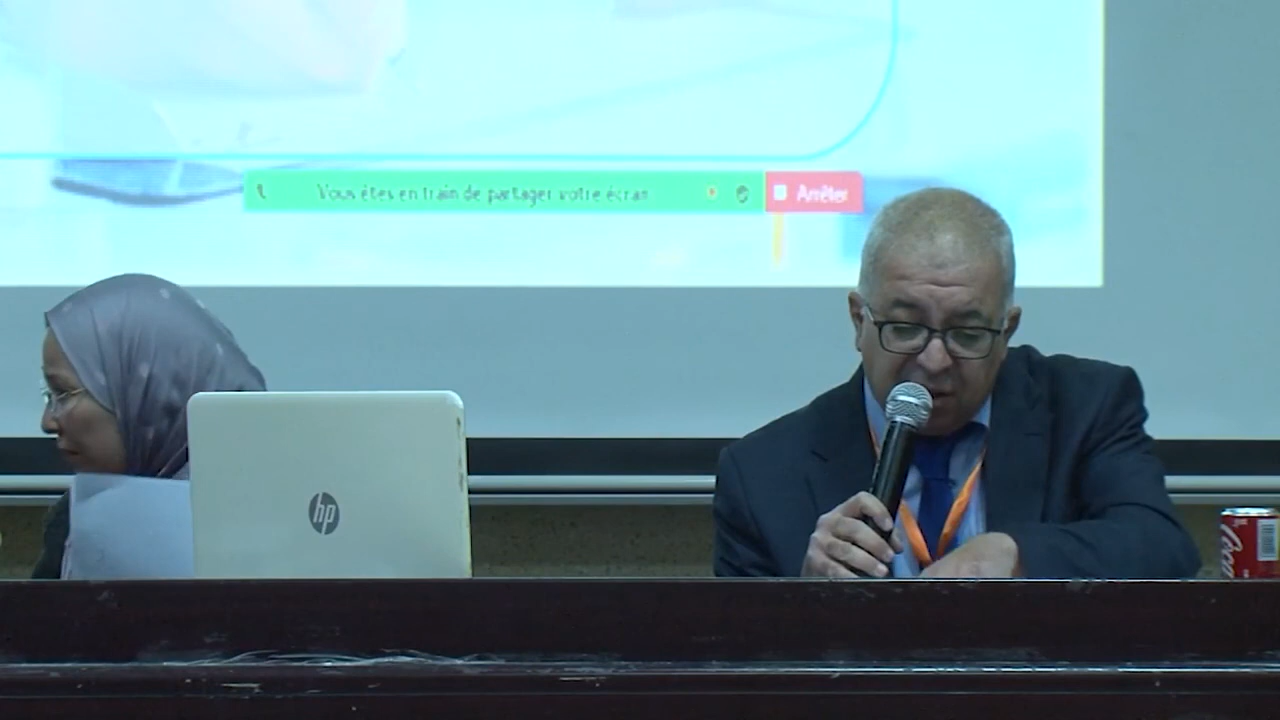 Vous êtes en train de partager votre écran
Arrêter
hp
Coca